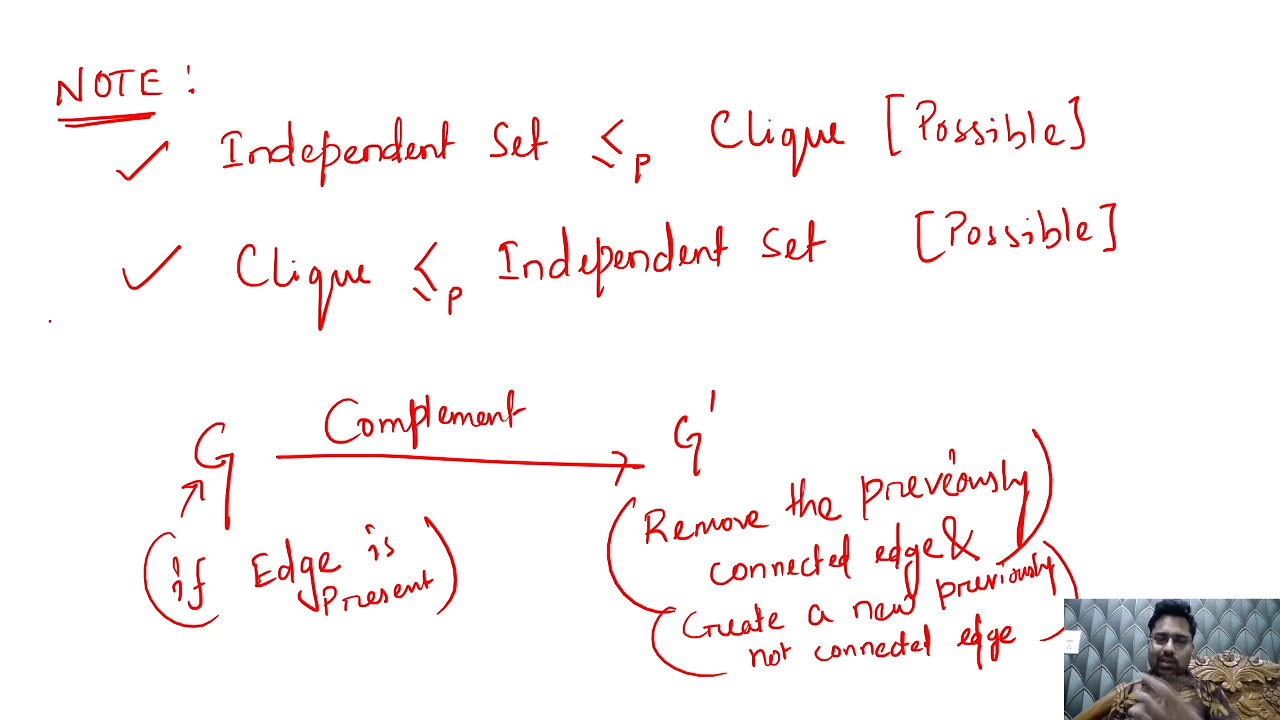 NOTE :
✓ Independent Set ≤p Clique [Possible]
✓ Clique ≤p Independent Set [Possible]
G Complement G'
(if Edge is Present)
(Remove the previously
connected edge &
Create a new previously
not connected edge)